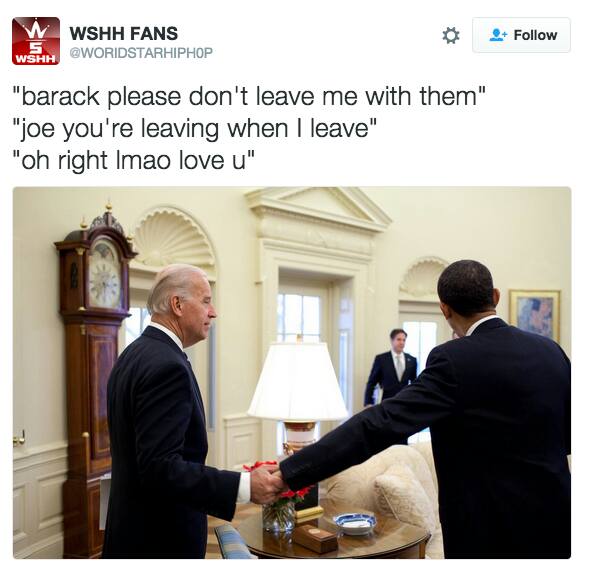 WSHH
WSHH FANS
@WORIDSTARHIPHOP
Follow
"barack please don't leave me with them"
"joe you're leaving when I leave"
"oh right lmao love u"